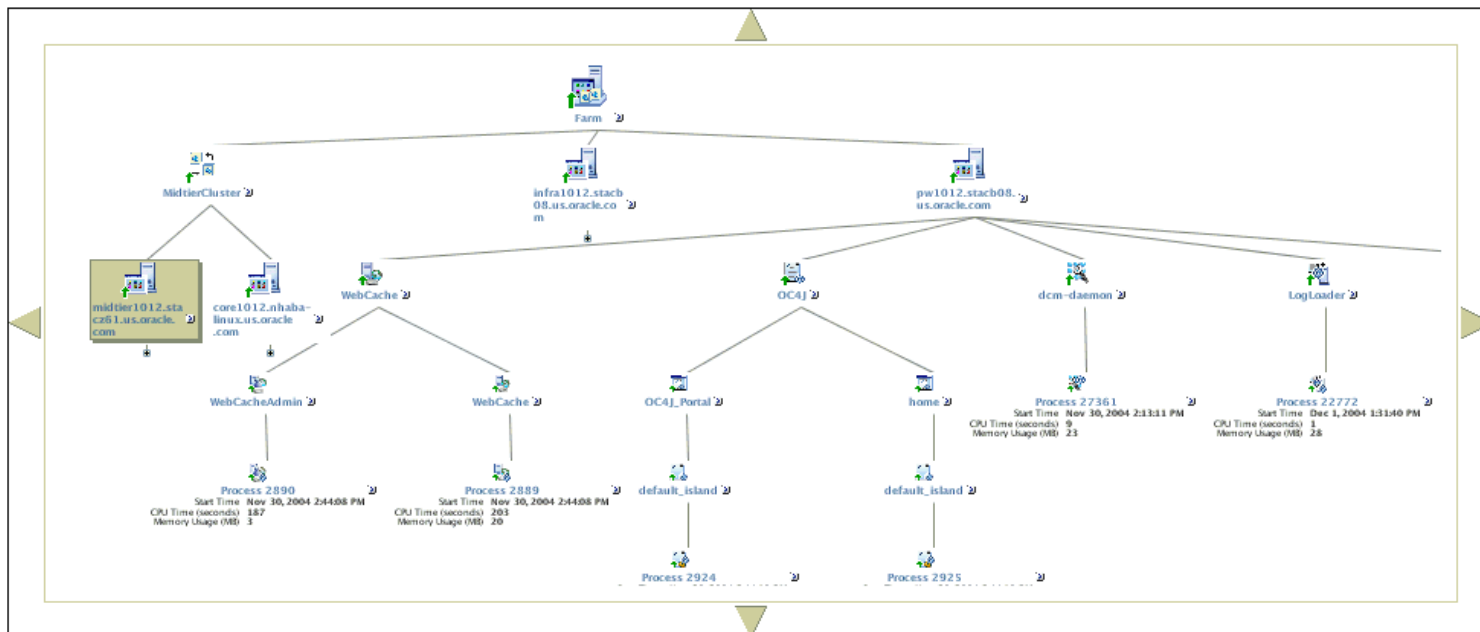 Farm
MidtierCluster
infra1012.stacb
08.us.oracle.co
m
pw1012.stacb08.
us.oracle.com
midtier1012.sta
cz61.us.oracle.
com
core1012.nhaba-
linux.us.oracle
.com
WebCache
OC4J
dcm-daemon
LogLoader
WebCacheAdmin
WebCache
OC4J_Portal
home
Process 27361
Start Time Nov 30, 2004 2:13:11 PM
CPU Time (seconds) 9
Memory Usage (MB) 23
Process 22772
Start Time Dec 1, 2004 1:31:40 PM
CPU Time (seconds) 1
Memory Usage (MB) 28
Process 2890
Start Time Nov 30, 2004 2:44:08 PM
CPU Time (seconds) 187
Memory Usage (MB) 3
Process 2889
Start Time Nov 30, 2004 2:44:08 PM
CPU Time (seconds) 203
Memory Usage (MB) 20
default_island
default_island
Process 2924
Process 2925